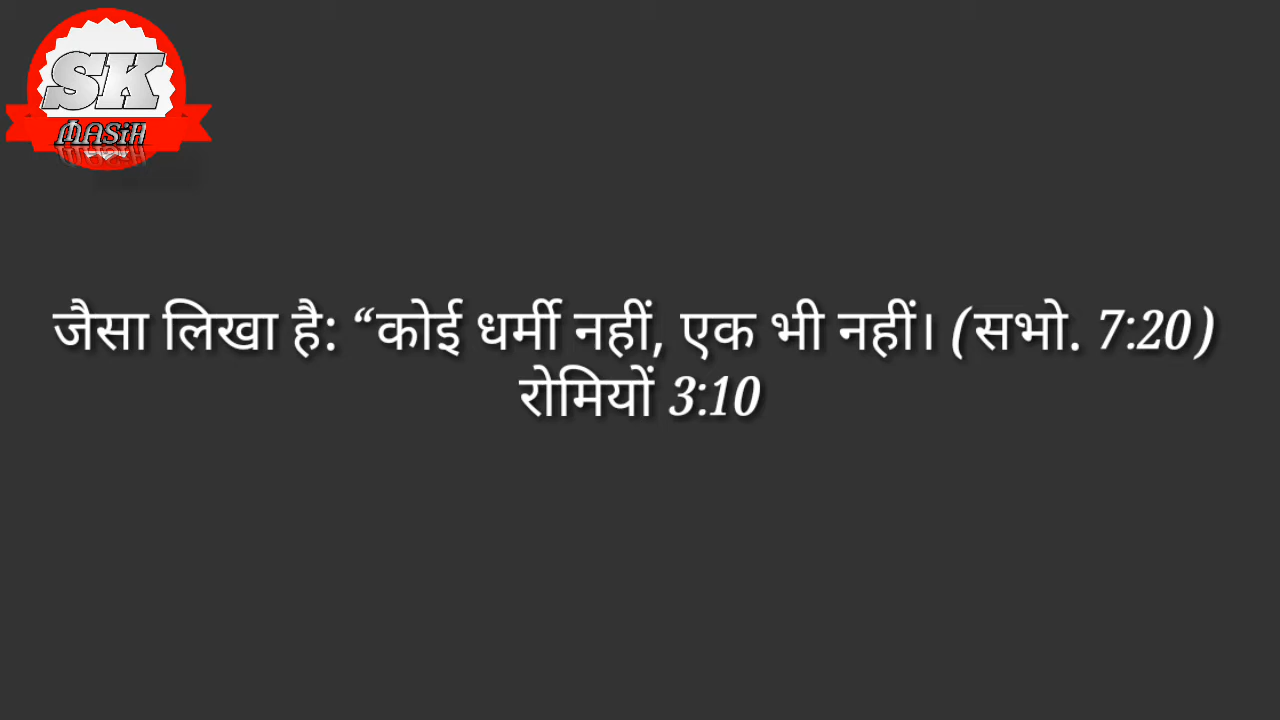 SK
MASiH
जैसा लिखा है: “कोई धर्मी नहीं, एक भी नहीं। (सभो. 7:20)
रोमियों 3:10